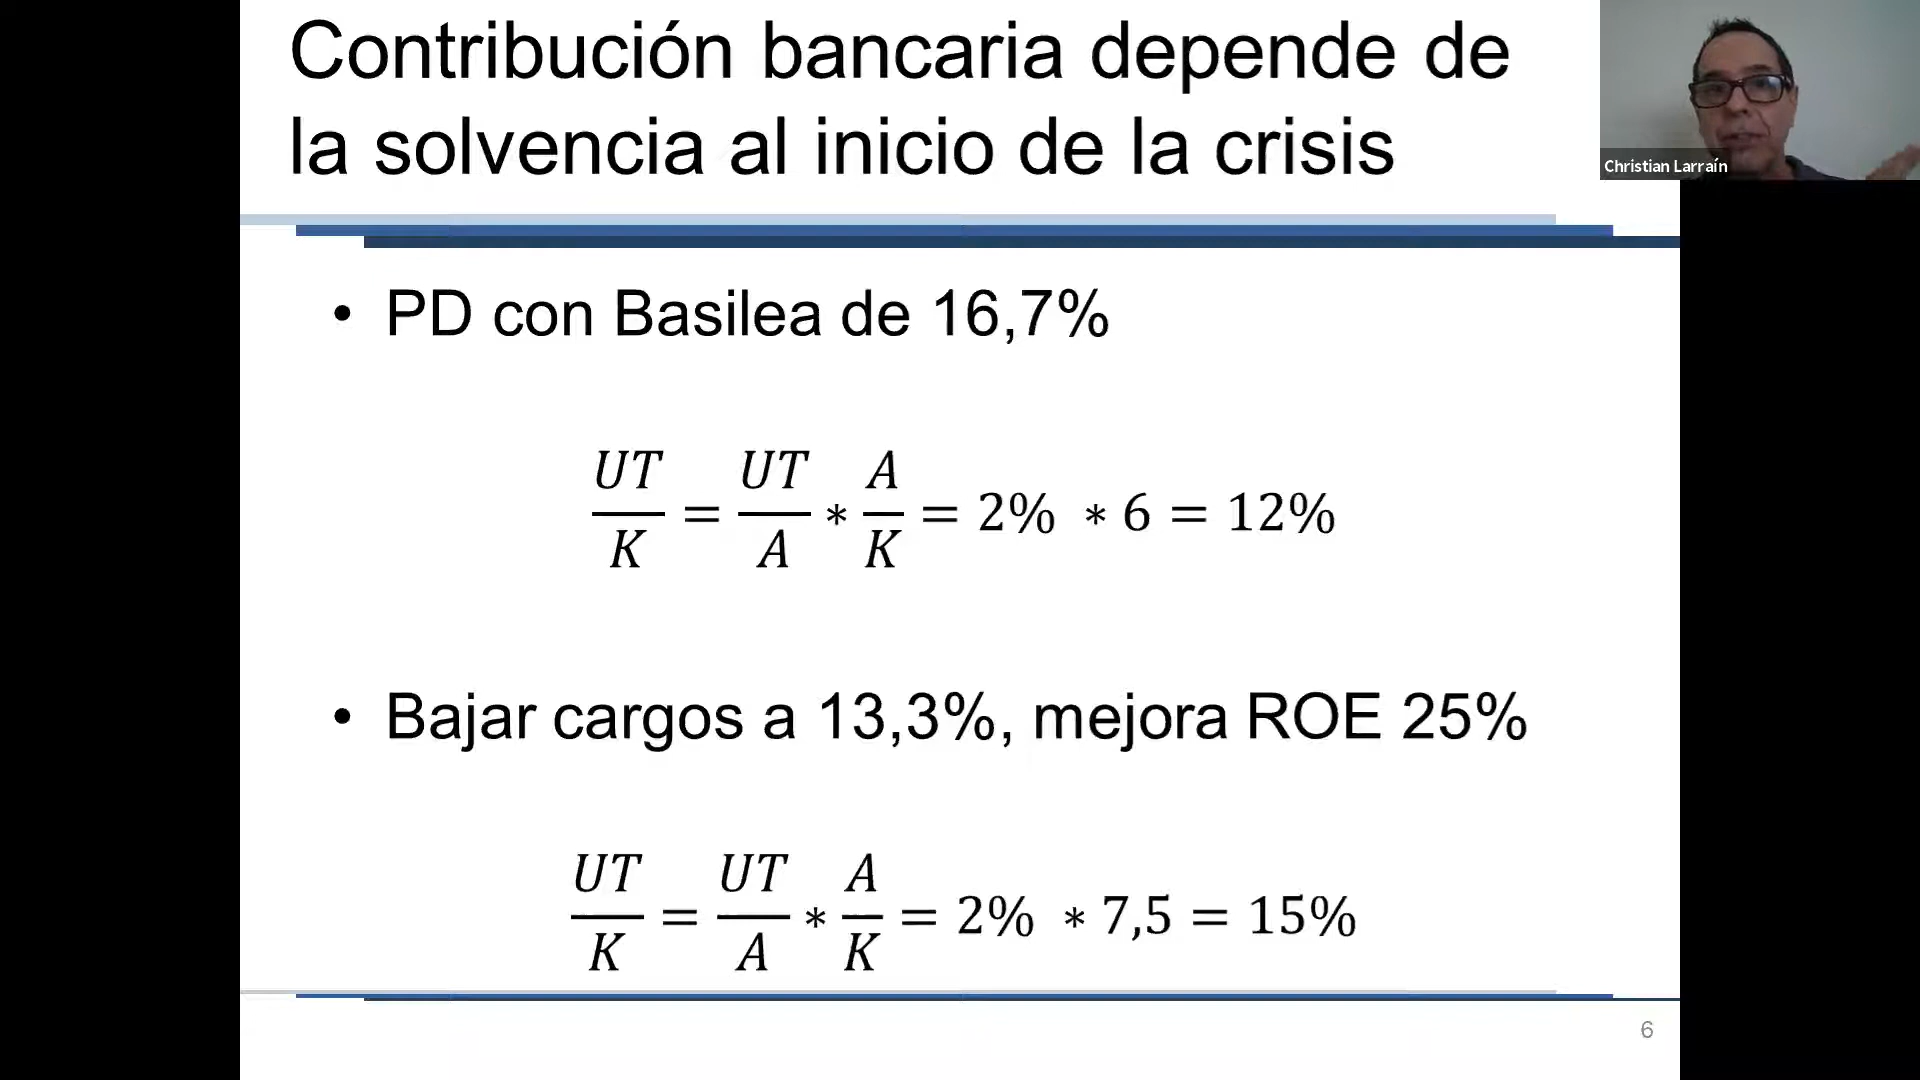 Contribución bancaria depende de
la solvencia al inicio de la crisis
Christian Larraín
• PD con Basilea de 16,7%
UT/K = UT/A * A/K = 2% * 6 = 12%
• Bajar cargos a 13,3%, mejora ROE 25%
UT/K = UT/A * A/K = 2% * 7,5 = 15%
6